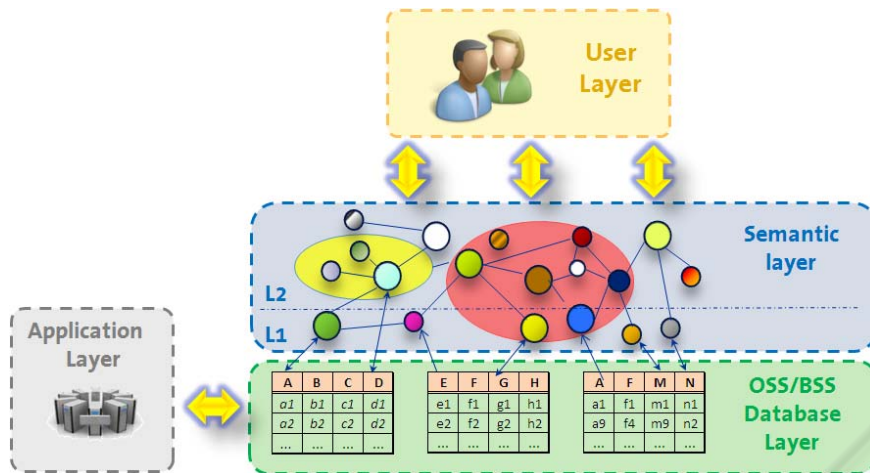 User
Layer
Semantic
layer
L2
L1
Application
Layer
OSS/BSS
Database
Layer
A B C D
a1 b1 c1 d1
a2 b2 c2 d2
... ... ... ...
E F G H
e1 f1 g1 h1
e2 f2 g2 h2
... ... ... ...
A F M N
a1 f1 m1 n1
a9 f4 m9 n2
... ... ... ...